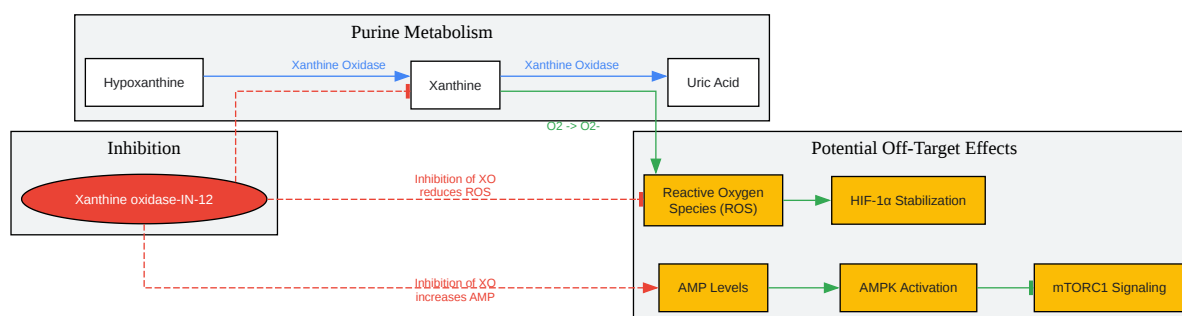 Purine Metabolism
Xanthine Oxidase
Xanthine Oxidase
Hypoxanthine
Xanthine
Uric Acid
O2 -> O2-
Inhibition
Potential Off-Target Effects
Xanthine oxidase-IN-12
Inhibition of XO
reduces ROS
Reactive Oxygen
Species (ROS)
HIF-1α Stabilization
Inhibition of XO
increases AMP
AMP Levels
AMPK Activation
mTORC1 Signaling